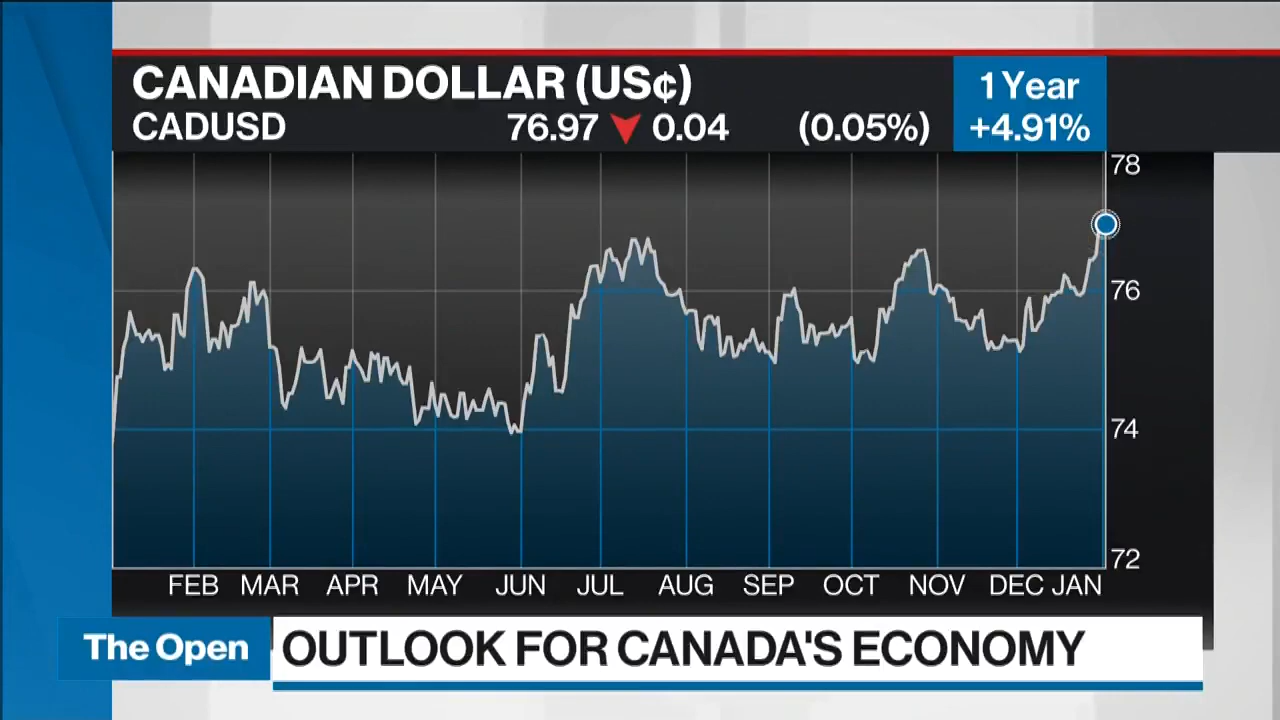 CANADIAN DOLLAR (US¢)
CADUSD 76.97 0.04 (0.05%)
1 Year
+4.91%
78
76
74
72
FEB MAR APR MAY JUN JUL AUG SEP OCT NOV DEC JAN
The Open
OUTLOOK FOR CANADA'S ECONOMY